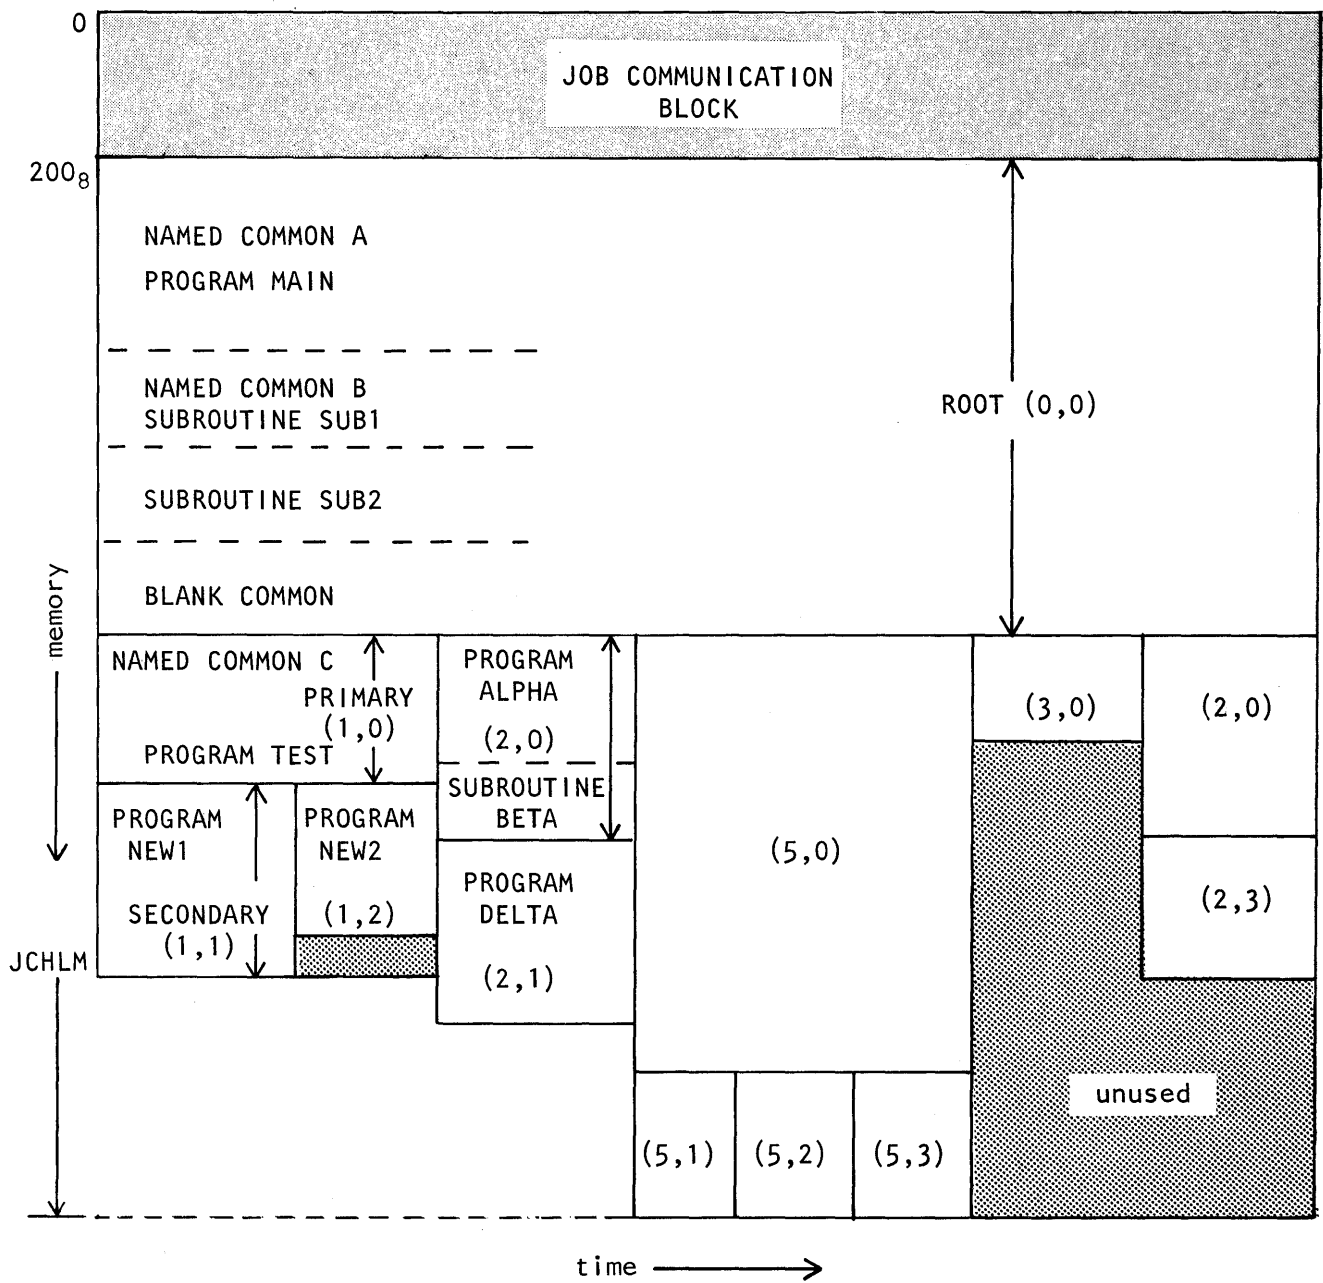 0
JOB COMMUNICATION
BLOCK
200₈
NAMED COMMON A
PROGRAM MAIN
NAMED COMMON B
SUBROUTINE SUB1
ROOT (0,0)
SUBROUTINE SUB2
BLANK COMMON
memory
NAMED COMMON C
PRIMARY
(1,0)
PROGRAM TEST
PROGRAM
ALPHA
(2,0)
SUBROUTINE
BETA
(3,0)
(2,0)
PROGRAM
NEW1
SECONDARY
(1,1)
PROGRAM
NEW2
(1,2)
PROGRAM
DELTA
(2,1)
(5,0)
(2,3)
JCHLM
unused
(5,1)
(5,2)
(5,3)
time